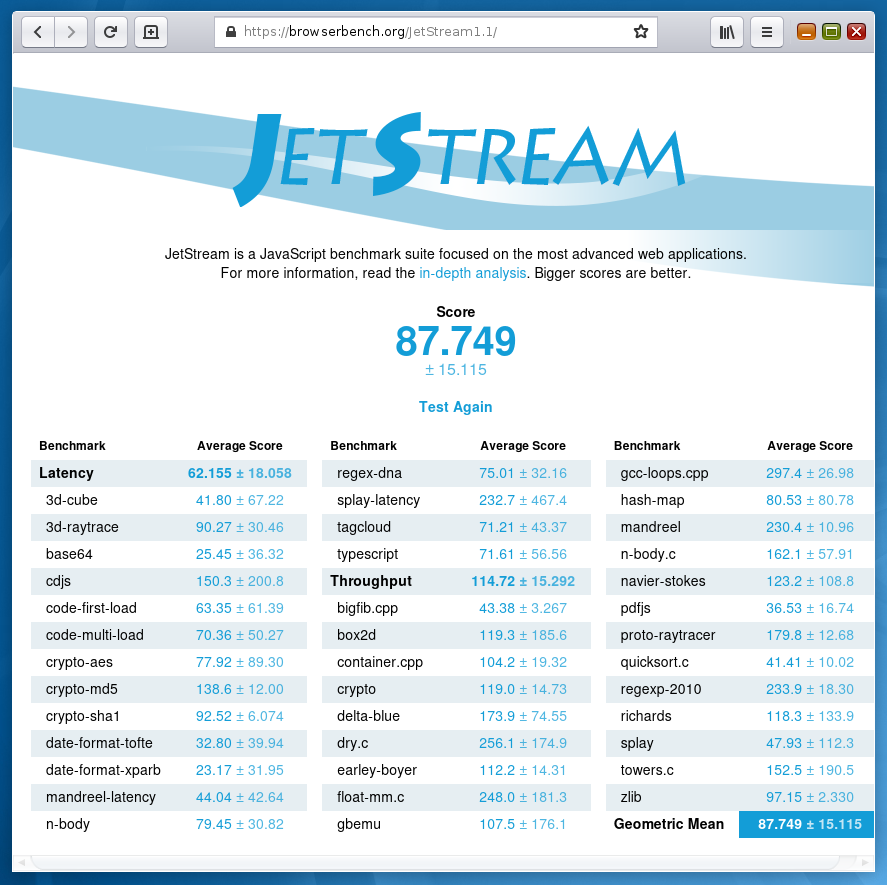 https://browserbench.org/JetStream1.1/
JETSTREAM
JetStream is a JavaScript benchmark suite focused on the most advanced web applications.
For more information, read the in-depth analysis. Bigger scores are better.
Score
87.749
± 15.115
Test Again
Benchmark Average Score
Latency 62.155 ± 18.058
3d-cube 41.80 ± 67.22
3d-raytrace 90.27 ± 30.46
base64 25.45 ± 36.32
cdjs 150.3 ± 200.8
code-first-load 63.35 ± 61.39
code-multi-load 70.36 ± 50.27
crypto-aes 77.92 ± 89.30
crypto-md5 138.6 ± 12.00
crypto-sha1 92.52 ± 6.074
date-format-tofte 32.80 ± 39.94
date-format-xparb 23.17 ± 31.95
mandreel-latency 44.04 ± 42.64
n-body 79.45 ± 30.82
Benchmark Average Score
regex-dna 75.01 ± 32.16
splay-latency 232.7 ± 467.4
tagcloud 71.21 ± 43.37
typescript 71.61 ± 56.56
Throughput 114.72 ± 15.292
bigfib.cpp 43.38 ± 3.267
box2d 119.3 ± 185.6
container.cpp 104.2 ± 19.32
crypto 119.0 ± 14.73
delta-blue 173.9 ± 74.55
dry.c 256.1 ± 174.9
earley-boyer 112.2 ± 14.31
float-mm.c 248.0 ± 181.3
gbemu 107.5 ± 176.1
Benchmark Average Score
gcc-loops.cpp 297.4 ± 26.98
hash-map 80.53 ± 80.78
mandreel 230.4 ± 10.96
n-body.c 162.1 ± 57.91
navier-stokes 123.2 ± 108.8
pdfjs 36.53 ± 16.74
proto-raytracer 179.8 ± 12.68
quicksort.c 41.41 ± 10.02
regexp-2010 233.9 ± 18.30
richards 118.3 ± 133.9
splay 47.93 ± 112.3
towers.c 152.5 ± 190.5
zlib 97.15 ± 2.330
Geometric Mean 87.749 ± 15.115